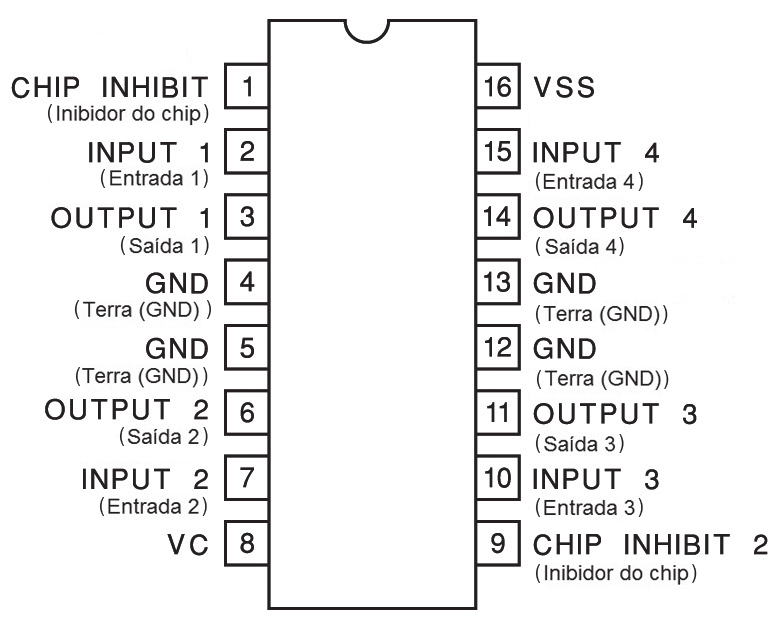 CHIP INHIBIT 1
(Inibidor do chip)
INPUT 1 2
(Entrada 1)
OUTPUT 1 3
(Saída 1)
GND 4
(Terra (GND) )
GND 5
(Terra (GND) )
OUTPUT 2 6
(Saída 2)
INPUT 2 7
(Entrada 2)
VC 8
16 VSS
15 INPUT 4
(Entrada 4)
14 OUTPUT 4
(Saída 4)
13 GND
(Terra (GND))
12 GND
(Terra (GND))
11 OUTPUT 3
(Saída 3)
10 INPUT 3
(Entrada 3)
9 CHIP INHIBIT 2
(Inibidor do chip)